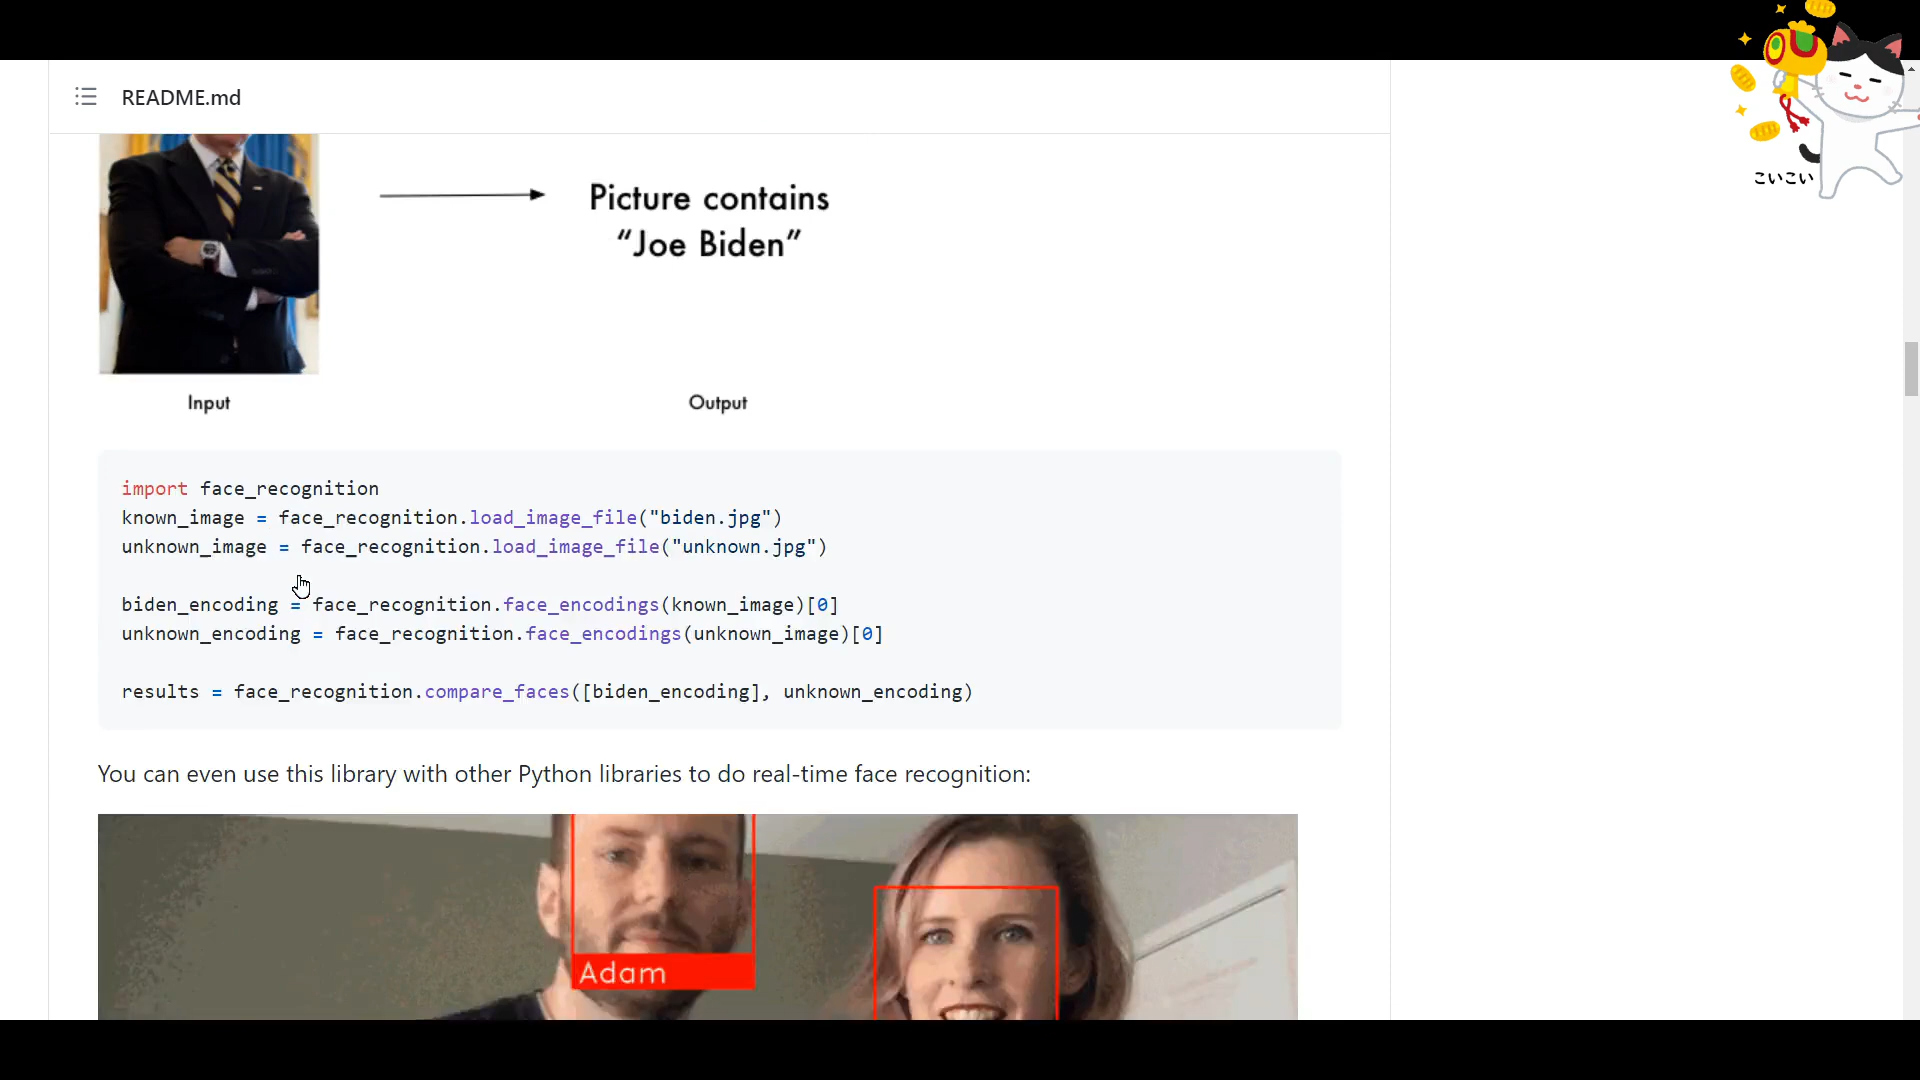 README.md
こいこい
Picture contains
“Joe Biden”
Input
Output
import face_recognition
known_image = face_recognition.load_image_file("biden.jpg")
unknown_image = face_recognition.load_image_file("unknown.jpg")
biden_encoding = face_recognition.face_encodings(known_image)[0]
unknown_encoding = face_recognition.face_encodings(unknown_image)[0]
results = face_recognition.compare_faces([biden_encoding], unknown_encoding)
You can even use this library with other Python libraries to do real-time face recognition:
Adam